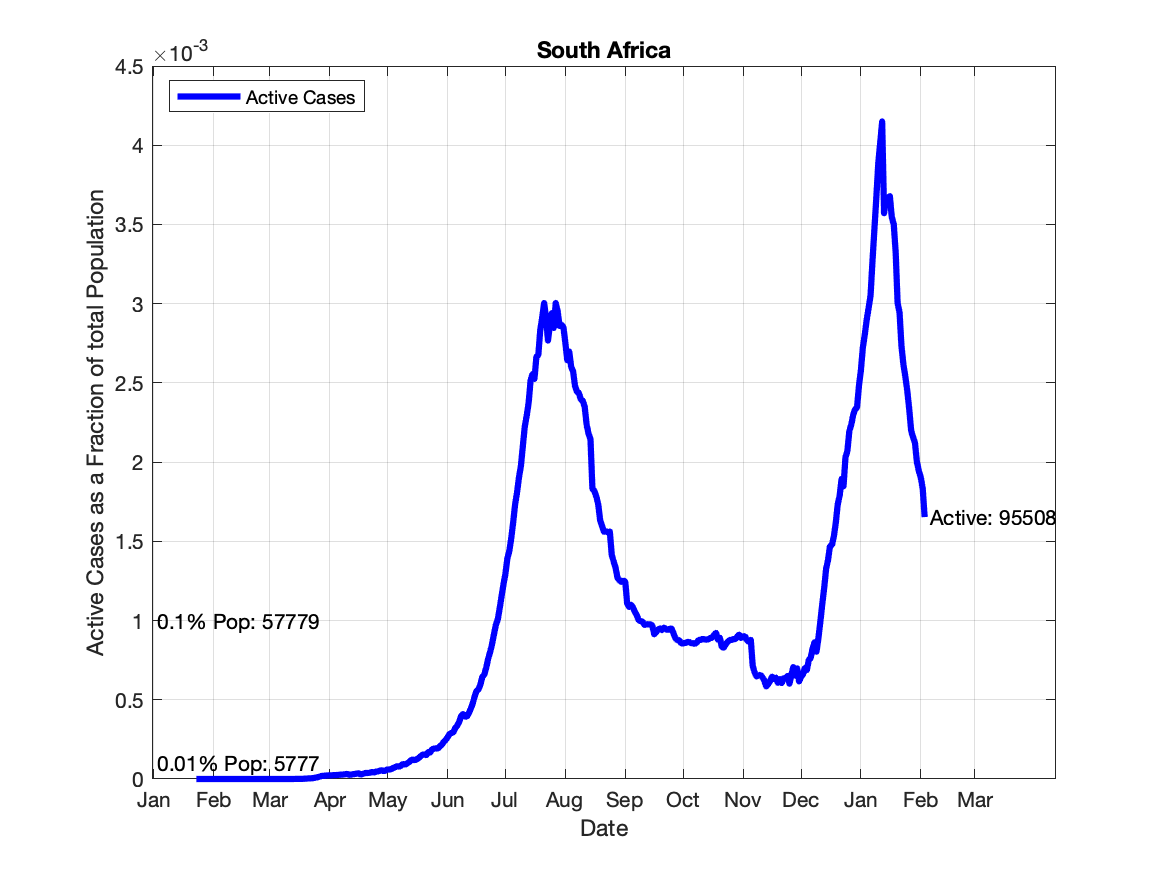 South Africa
×10-3
4.5
4
3.5
3
2.5
2
1.5
1
0.5
0
Active Cases as a Fraction of total Population
Active Cases
Active: 95508
0.1% Pop: 57779
0.01% Pop: 5777
Jan Feb Mar Apr May Jun Jul Aug Sep Oct Nov Dec Jan Feb Mar
Date